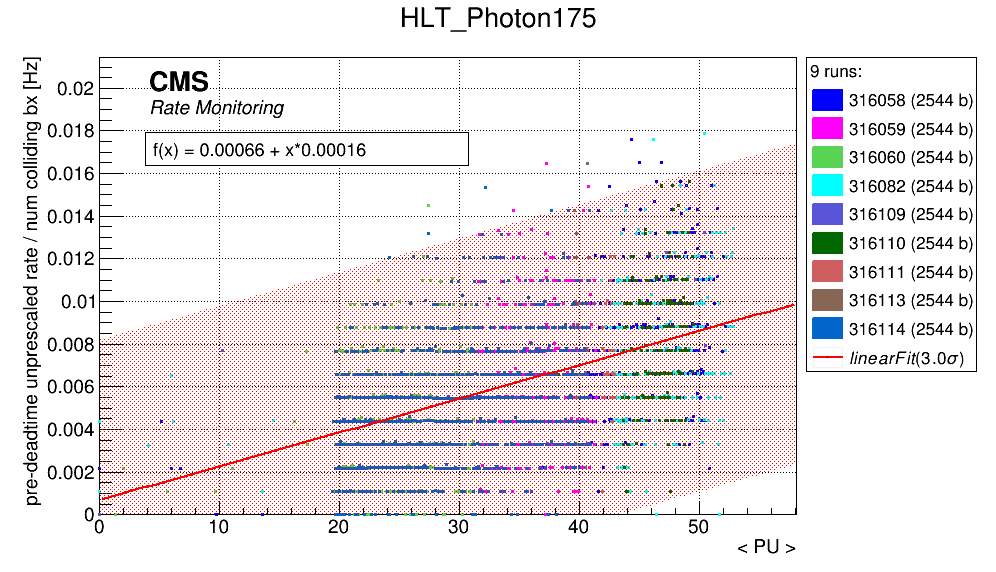 HLT_Photon175
pre-deadtime unprescaled rate / num colliding bx [Hz]
CMS
Rate Monitoring
f(x) = 0.00066 + x*0.00016
0.02
0.018
0.016
0.014
0.012
0.01
0.008
0.006
0.004
0.002
0
0 10 20 30 40 50
< PU >
9 runs:
316058 (2544 b)
316059 (2544 b)
316060 (2544 b)
316082 (2544 b)
316109 (2544 b)
316110 (2544 b)
316111 (2544 b)
316113 (2544 b)
316114 (2544 b)
linearFit(3.0σ)